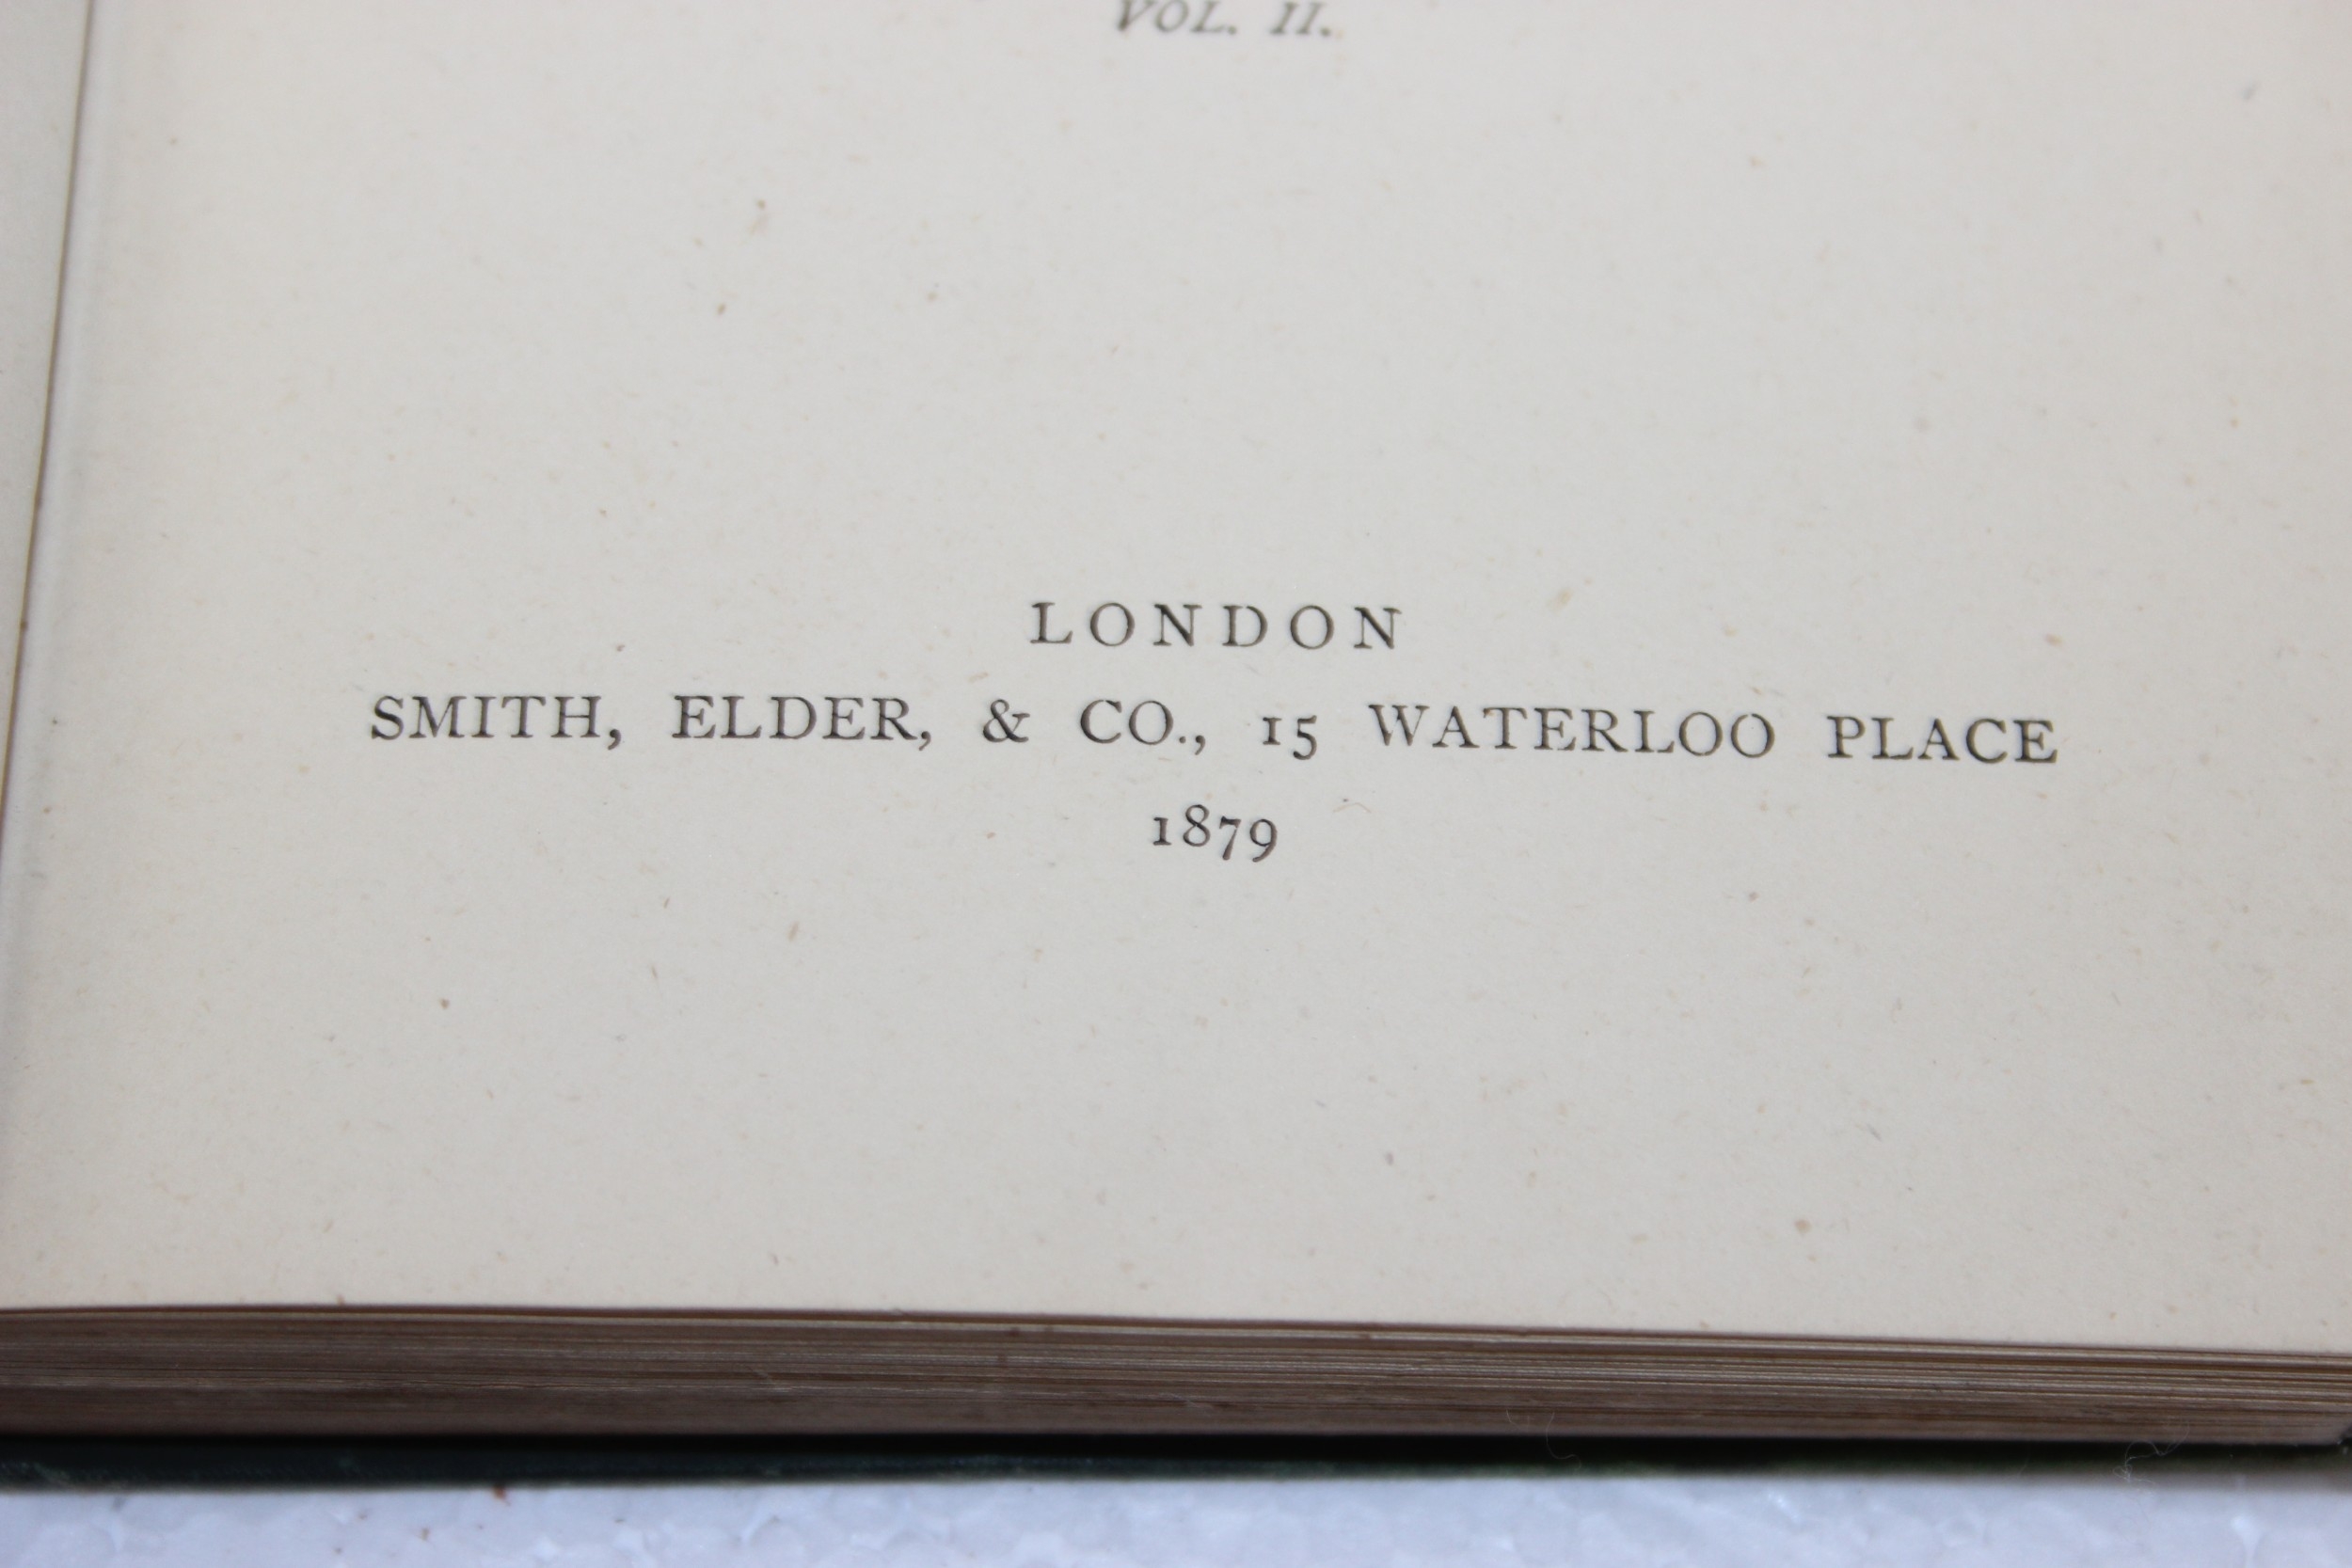 VOL. II.
LONDON
SMITH, ELDER, & CO., 15 WATERLOO PLACE
1879